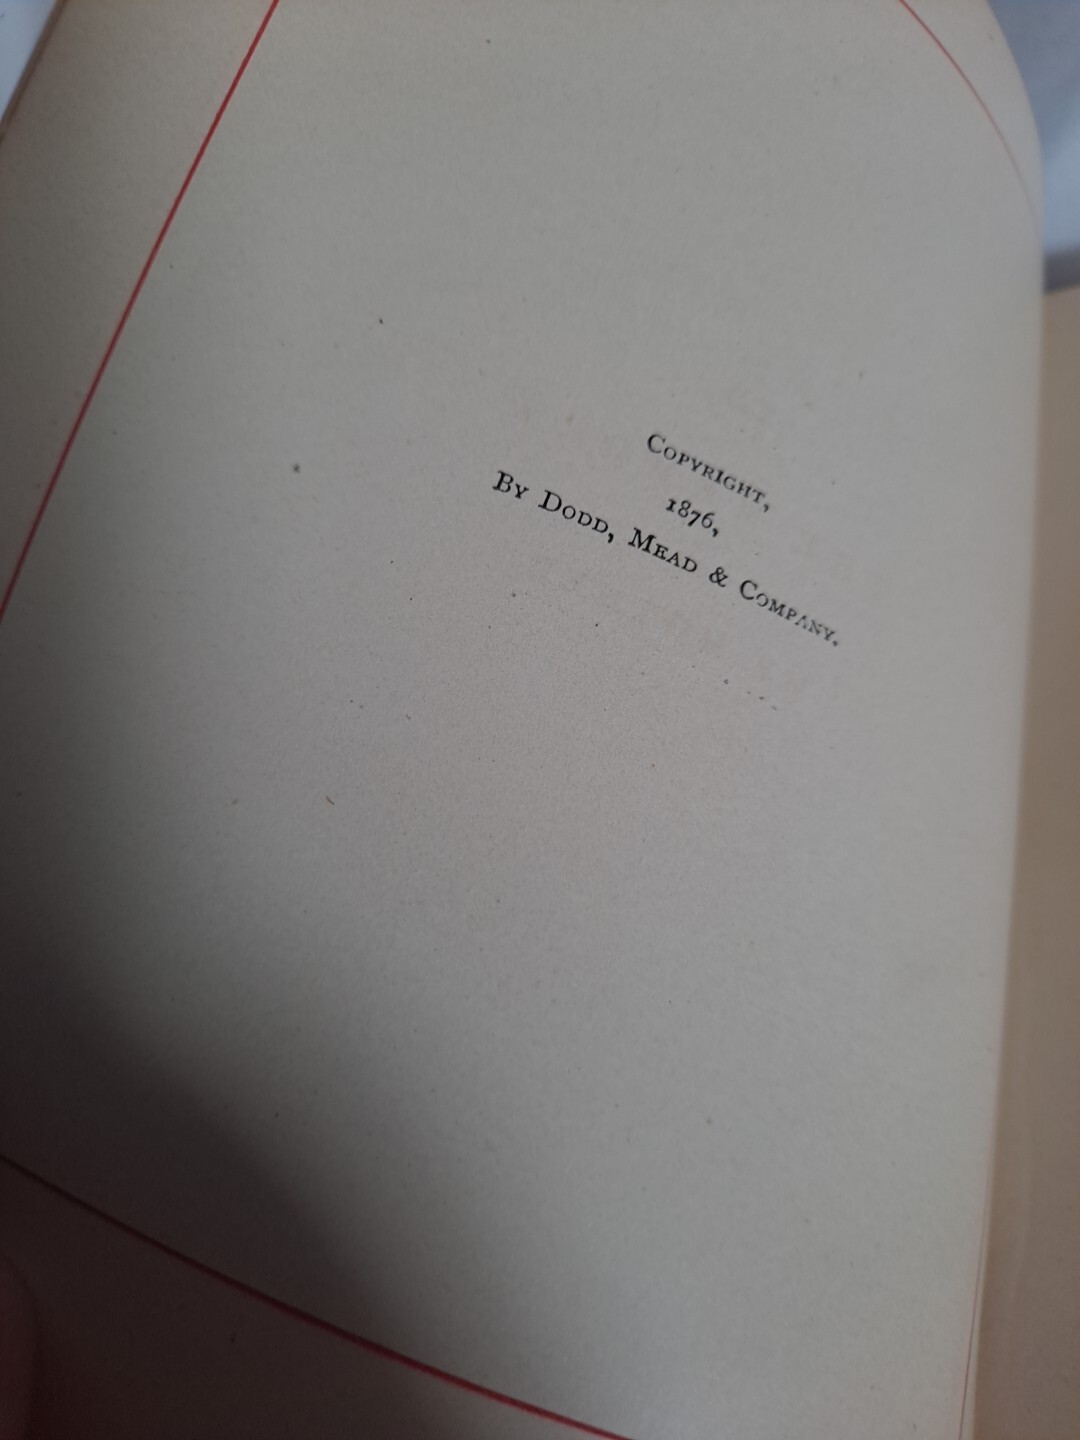 COPYRIGHT,
1876,
BY DODD, MEAD & COMPANY.